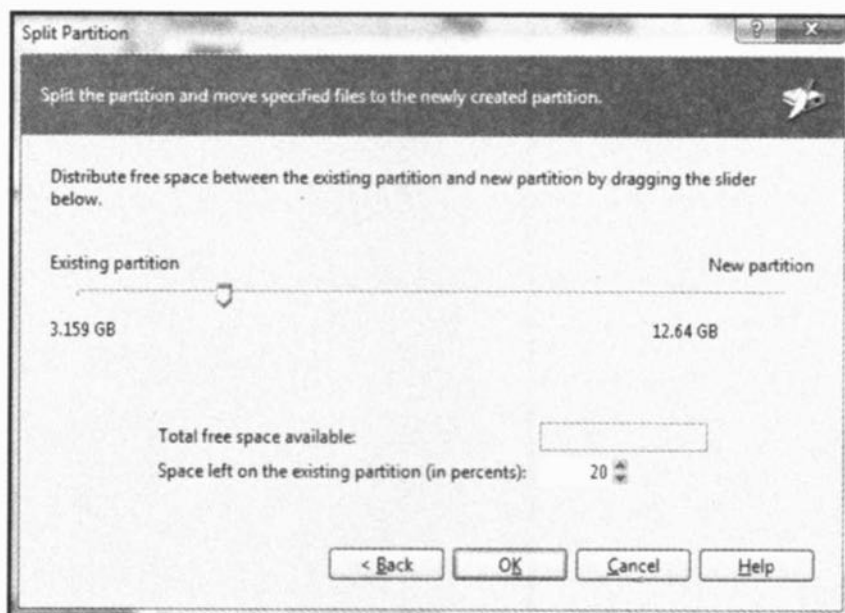 Split Partition
Split the partition and move specified files to the newly created partition.
Distribute free space between the existing partition and new partition by dragging the slider
below.
Existing partition
New partition
3.159 GB
12.64 GB
Total free space available:
Space left on the existing partition (in percents): 20
< Back
OK
Cancel
Help